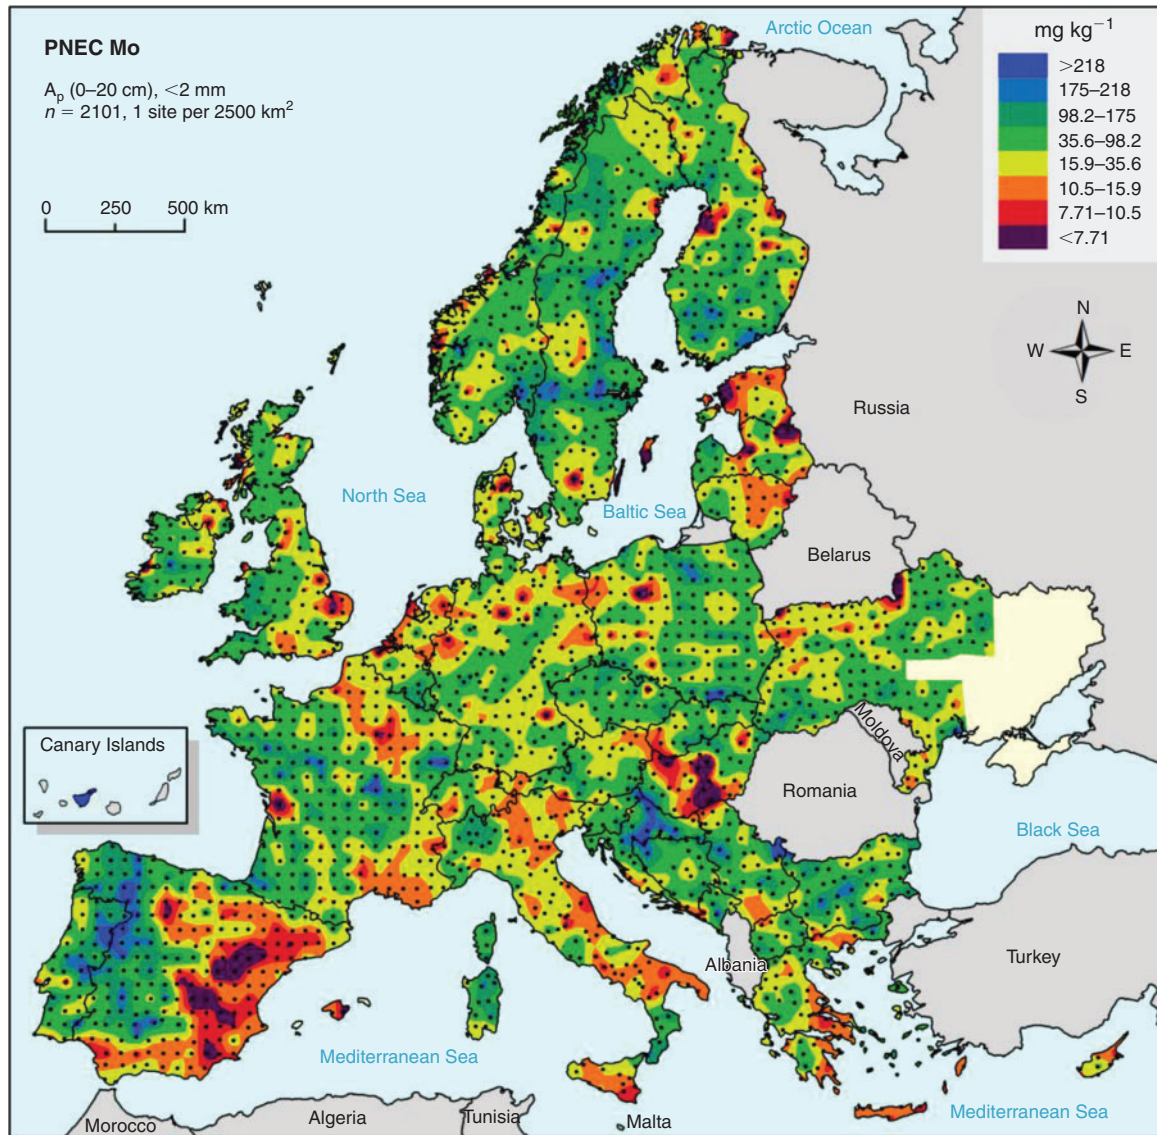 PNEC Mo
Aₚ (0–20 cm), <2 mm
n = 2101, 1 site per 2500 km²
0 250 500 km
Arctic Ocean
mg kg⁻¹
>218
175–218
98.2–175
35.6–98.2
15.9–35.6
10.5–15.9
7.71–10.5
<7.71
N
W E
S
Russia
North Sea
Baltic Sea
Belarus
Canary Islands
Moldova
Romania
Black Sea
Albania
Turkey
Mediterranean Sea
Mediterranean Sea
Morocco
Algeria
Tunisia
Malta